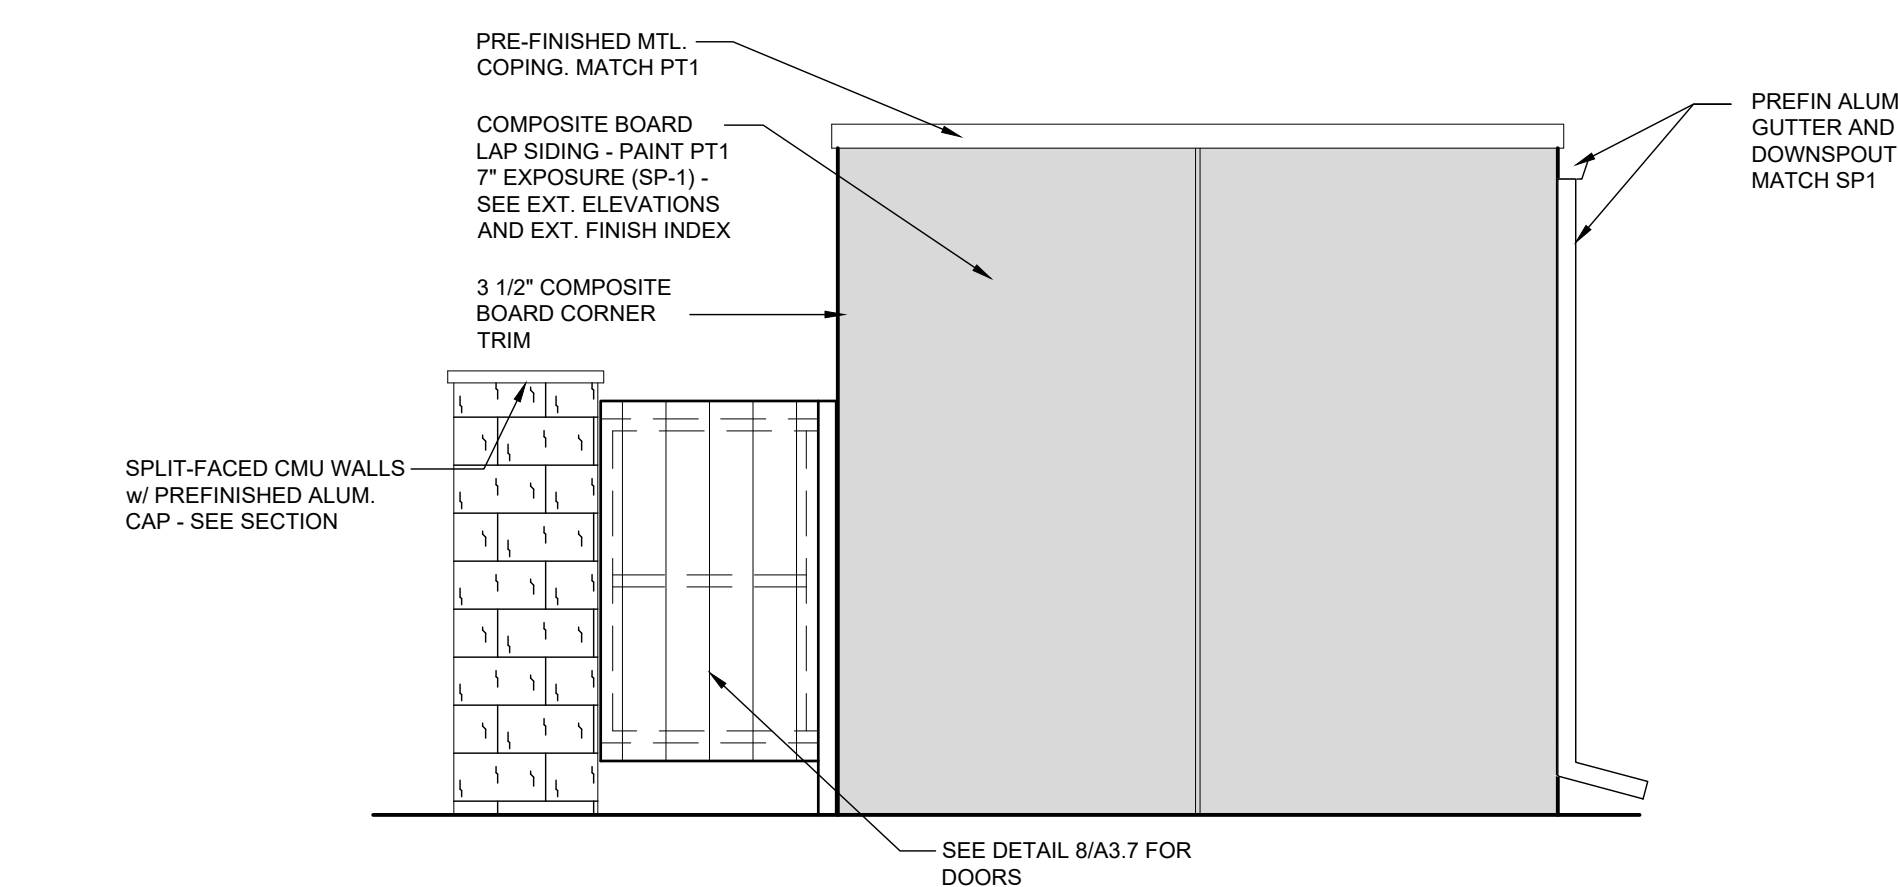 PRE-FINISHED MTL.
COPING. MATCH PT1
COMPOSITE BOARD
LAP SIDING - PAINT PT1
7" EXPOSURE (SP-1) -
SEE EXT. ELEVATIONS
AND EXT. FINISH INDEX
3 1/2" COMPOSITE
BOARD CORNER
TRIM
PREFIN ALUM
GUTTER AND
DOWNSPOUT
MATCH SP1
SPLIT-FACED CMU WALLS
w/ PREFINISHED ALUM.
CAP - SEE SECTION
SEE DETAIL 8/A3.7 FOR
DOORS